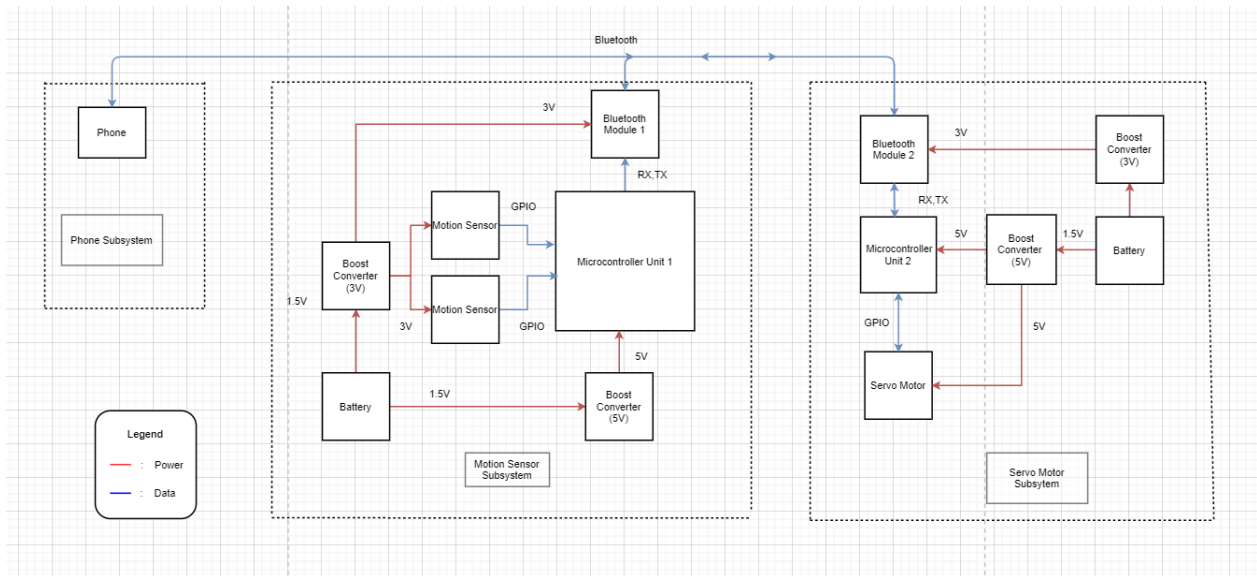 Bluetooth
Phone
Phone Subsystem
3V
Bluetooth
Module 1
RX,TX
Motion Sensor
GPIO
Microcontroller Unit 1
Boost
Converter
(3V)
1.5V
3V
Motion Sensor
GPIO
5V
Battery
1.5V
Boost
Converter
(5V)
Motion Sensor
Subsystem
Bluetooth
Module 2
3V
Boost
Converter
(3V)
RX,TX
Microcontroller
Unit 2
5V
Boost
Converter
(5V)
1.5V
Battery
GPIO
5V
Servo Motor
Servo Motor
Subsytem
Legend
: Power
: Data